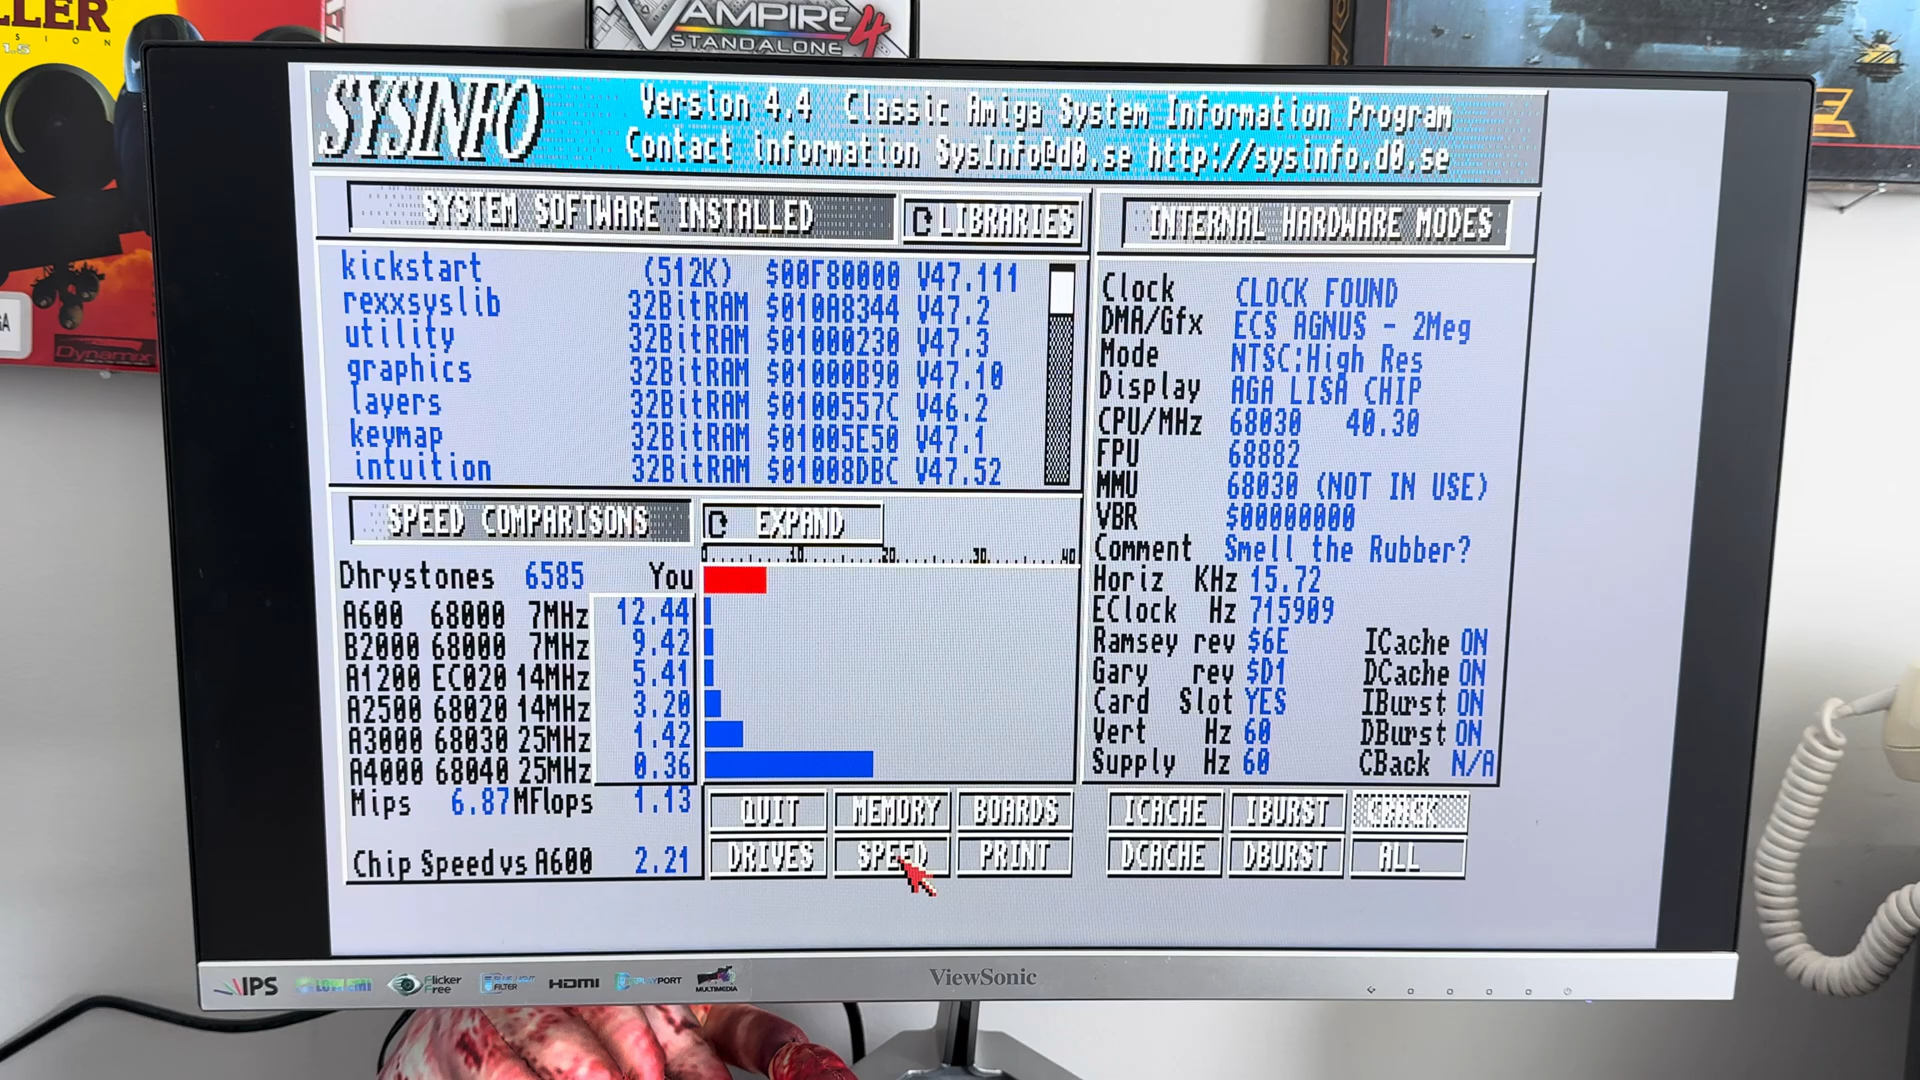 LLER
SION
1.5
VAMPIRE 4
STANDALONE
SYSINFO
Version 4.4 Classic Amiga System Information Program
Contact information SysInfo@d0.se http://sysinfo.d0.se
SYSTEM SOFTWARE INSTALLED LIBRARIES
kickstart (512K) $00F80000 V47.111
rexxsyslib 32BitRAM $010A8344 V47.2
utility 32BitRAM $01000230 V47.3
graphics 32BitRAM $01000B90 V47.10
layers 32BitRAM $0100557C V46.2
keymap 32BitRAM $01005E50 V47.1
intuition 32BitRAM $01008DBC V47.52
INTERNAL HARDWARE MODES
Clock CLOCK FOUND
DMA/Gfx ECS AGNUS - 2Meg
Mode NTSC:High Res
Display AGA LISA CHIP
CPU/MHz 68030 40.30
FPU 68882
MMU 68030 (NOT IN USE)
VBR $00000000
Comment Smell the Rubber?
Horiz KHz 15.72
EClock Hz 715909
Ramsey rev $6E ICache ON
Gary rev $D1 DCache ON
Card Slot YES IBurst ON
Vert Hz 60 DBurst ON
Supply Hz 60 CBack N/A
SPEED COMPARISONS EXPAND
0 10 20 30 40
Dhrystones 6585 You
A600 68000 7MHz 12.44
B2000 68000 7MHz 9.42
A1200 EC020 14MHz 5.41
A2500 68020 14MHz 3.20
A3000 68030 25MHz 1.42
A4000 68040 25MHz 0.36
Mips 6.87 MFlops 1.13
Chip Speed vs A600 2.21
QUIT MEMORY BOARDS
DRIVES SPEED PRINT
ICACHE IBURST CBACK
DCACHE DBURST ALL
Dynamix
IPS
Flicker Free
FILTER
HDMI
MULTIMEDIA
ViewSonic